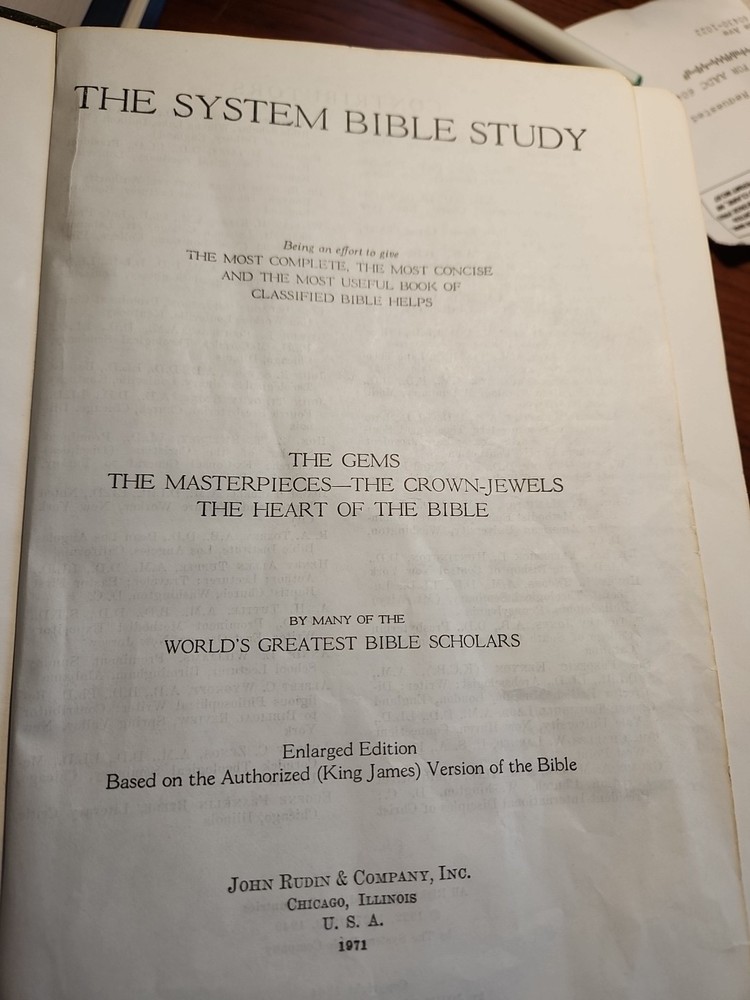 THE SYSTEM BIBLE STUDY
Being an effort to give
THE MOST COMPLETE, THE MOST CONCISE
AND THE MOST USEFUL BOOK OF
CLASSIFIED BIBLE HELPS
THE GEMS
THE MASTERPIECES—THE CROWN-JEWELS
THE HEART OF THE BIBLE
BY MANY OF THE
WORLD'S GREATEST BIBLE SCHOLARS
Enlarged Edition
Based on the Authorized (King James) Version of the Bible
JOHN RUDIN & COMPANY, INC.
CHICAGO, ILLINOIS
U. S. A.
1971
Requested